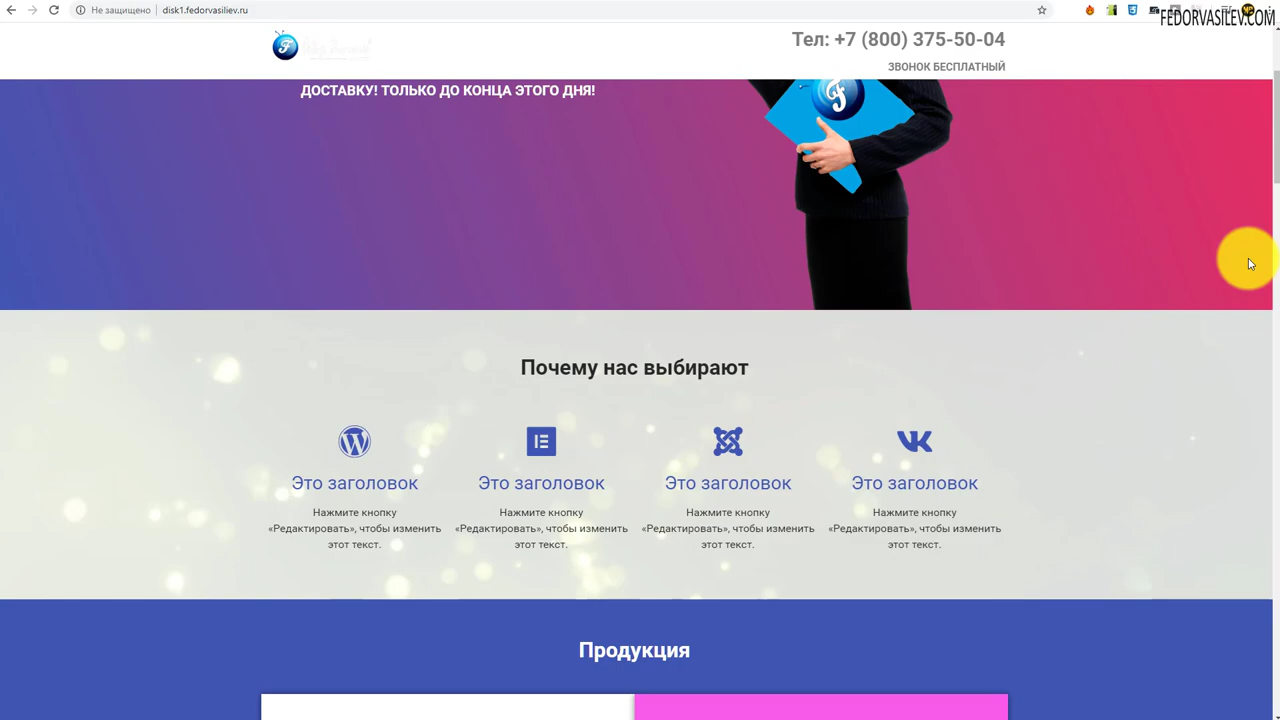 Не защищено
disk1.fedorvasiliev.ru
FEDORVASILEV.COM
Тел: +7 (800) 375-50-04
ЗВОНОК БЕСПЛАТНЫЙ
ДОСТАВКУ! ТОЛЬКО ДО КОНЦА ЭТОГО ДНЯ!
Почему нас выбирают
Это заголовок
Нажмите кнопку
«Редактировать», чтобы изменить
этот текст.
Это заголовок
Нажмите кнопку
«Редактировать», чтобы изменить
этот текст.
Это заголовок
Нажмите кнопку
«Редактировать», чтобы изменить
этот текст.
Это заголовок
Нажмите кнопку
«Редактировать», чтобы изменить
этот текст.
Продукция